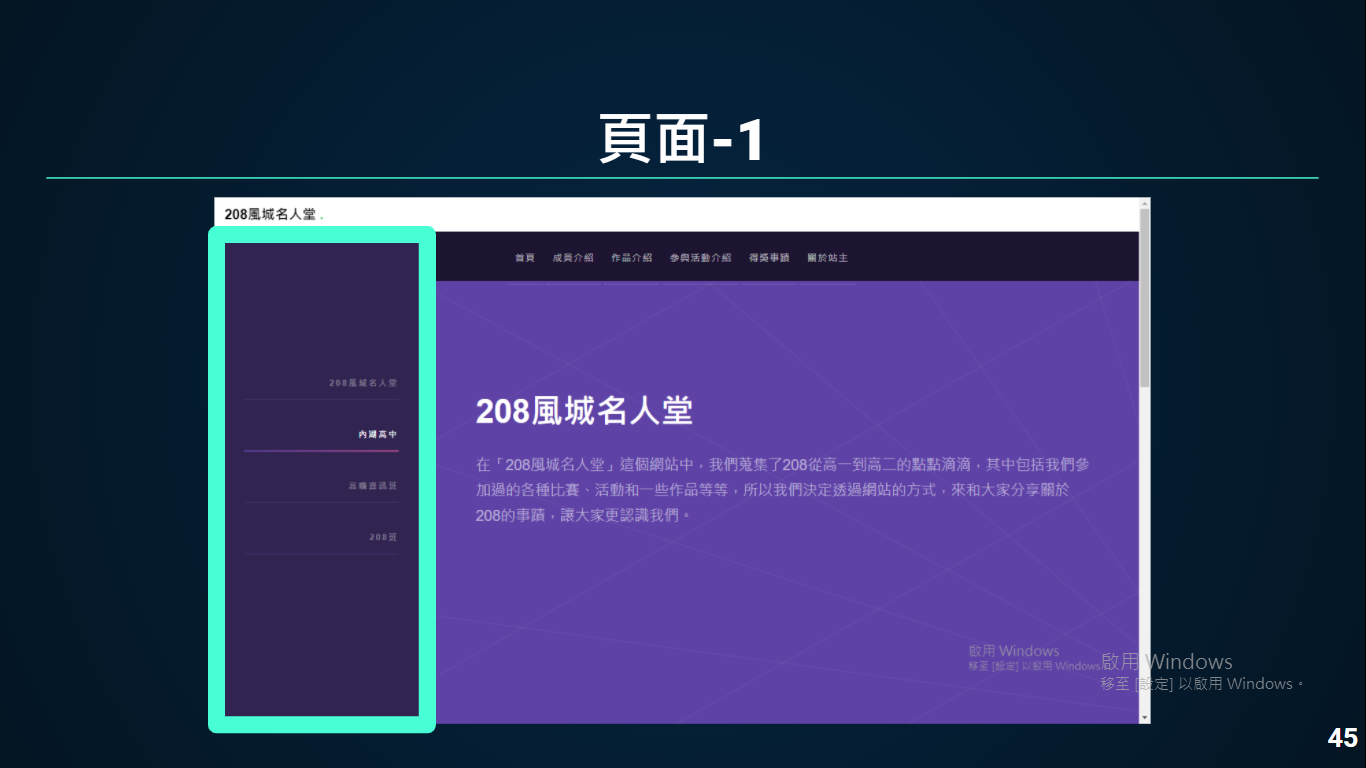 頁面-1
208風城名人堂 .
首頁 成員介紹 作品介紹 參與活動介紹 得獎事蹟 關於站主
208風城名人堂
內湖高中
208班
208風城名人堂
在「208風城名人堂」這個網站中，我們蒐集了208從高一到高二的點點滴滴，其中包括我們參
加過的各種比賽、活動和一些作品等等，所以我們決定透過網站的方式，來和大家分享關於
208的事蹟，讓大家更認識我們。
啟用 Windows
移至 [設定] 以啟用 Windows
啟用 Windows
移至 [設定] 以啟用 Windows。
45